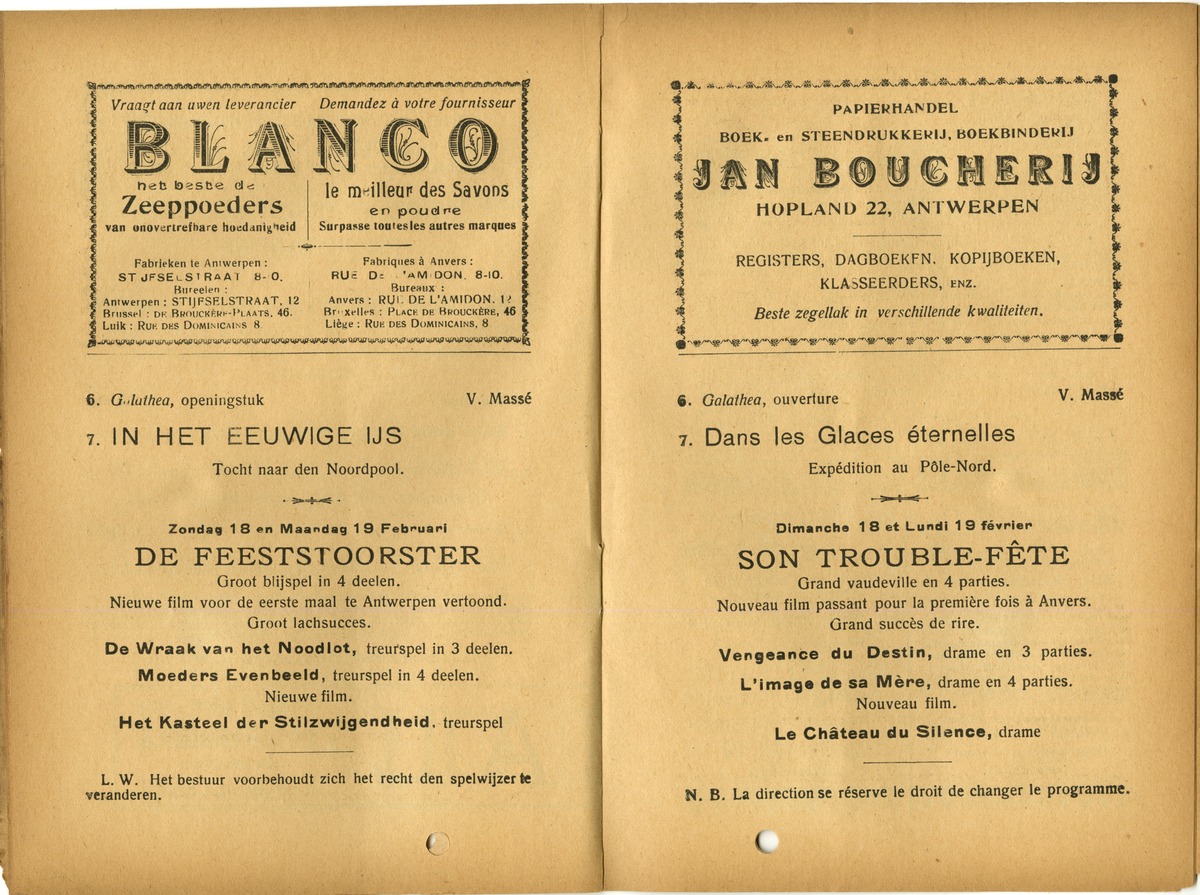 Vraagt aan uwen leverancier
Demandez à votre fournisseur
BLANCO
het beste de
Zeeppoeders
van onovertrefbare hoedanigheid
le meilleur des Savons
en poudre
Surpasse toutes les autres marques
Fabrieken te Antwerpen :
STIJFSELSTRAAT 8-10.
Bureelen :
Antwerpen : STIJFSELSTRAAT, 12
Brussel : DE BROUCKÈRE-PLAATS, 46.
Luik : RUE DES DOMINICAINS 8
Fabriques à Anvers :
RUE DE L'AMIDON, 8-10.
Bureaux :
Anvers : RUE DE L'AMIDON, 12
Bruxelles : PLACE DE BROUCKÈRE, 46
Liège : RUE DES DOMINICAINS, 8
6. Galathea, openingstuk V. Massé
7. IN HET EEUWIGE IJS
Tocht naar den Noordpool.
Zondag 18 en Maandag 19 Februari
DE FEESTSTOORSTER
Groot blijspel in 4 deelen.
Nieuwe film voor de eerste maal te Antwerpen vertoond.
Groot lachsucces.
De Wraak van het Noodlot, treurspel in 3 deelen.
Moeders Evenbeeld, treurspel in 4 deelen.
Nieuwe film.
Het Kasteel der Stilzwijgendheid, treurspel
L. W. Het bestuur voorbehoudt zich het recht den spelwijzer te
veranderen.
PAPIERHANDEL
BOEK- en STEENDRUKKERIJ, BOEKBINDERIJ
JAN BOUCHERIJ
HOPLAND 22, ANTWERPEN
REGISTERS, DAGBOEKEN, KOPIJBOEKEN,
KLASSEERDERS, ENZ.
Beste zegellak in verschillende kwaliteiten.
6. Galathea, ouverture V. Massé
7. Dans les Glaces éternelles
Expédition au Pôle-Nord.
Dimanche 18 et Lundi 19 février
SON TROUBLE-FÊTE
Grand vaudeville en 4 parties.
Nouveau film passant pour la première fois à Anvers.
Grand succès de rire.
Vengeance du Destin, drame en 3 parties.
L'image de sa Mère, drame en 4 parties.
Nouveau film.
Le Château du Silence, drame
N. B. La direction se réserve le droit de changer le programme.